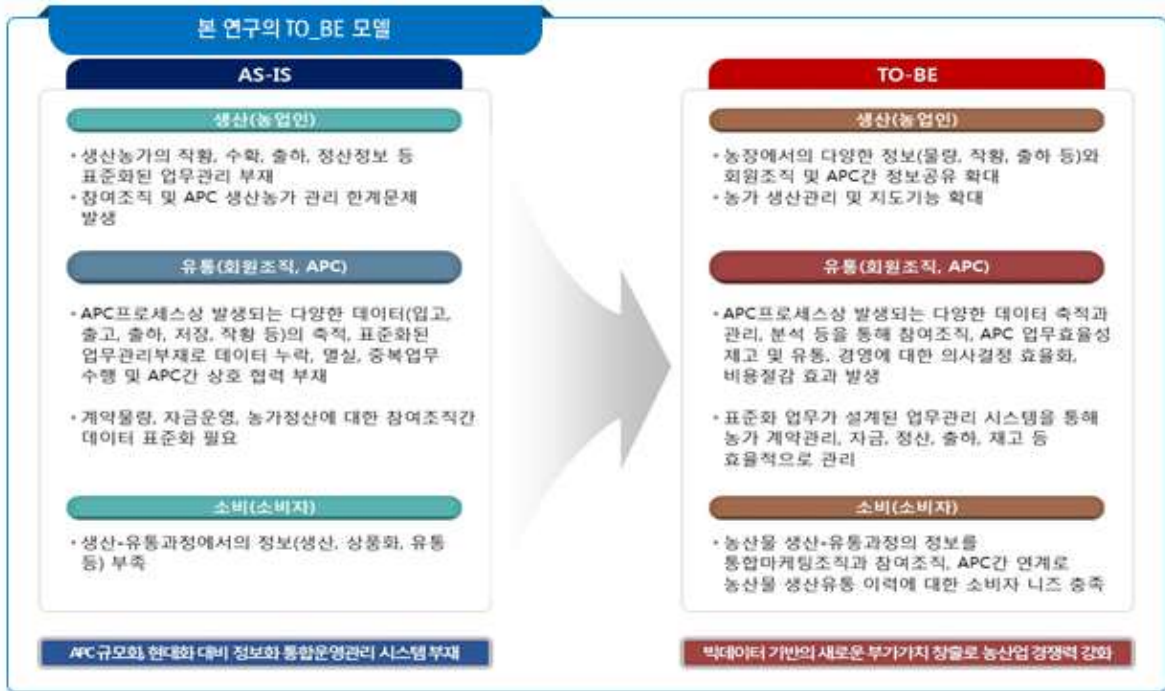 본 연구의 TO_BE 모델
AS-IS
생산(농업인)
• 생산농가의 작황, 수확, 출하, 정산정보 등
표준화된 업무관리 부재
• 참여조직 및 APC 생산농가 관리 한계문제
발생
유통(회원조직, APC)
• APC프로세스상 발생되는 다양한 데이터(입고,
출고, 출하, 저장, 작황 등)의 축적, 표준화된
업무관리부재로 데이터 누락, 멸실, 중복업무
수행 및 APC간 상호 협력 부재
• 계약물량, 자금운영, 농가정산에 대한 참여조직간
데이터 표준화 필요
소비(소비자)
• 생산-유통과정에서의 정보(생산, 상품화, 유통
등) 부족
APC 규모화, 현대화 대비 정보화 통합운영관리 시스템 부재
TO-BE
생산(농업인)
• 농장에서의 다양한 정보(물량, 작황, 출하 등)와
회원조직 및 APC간 정보공유 확대
• 농가 생산관리 및 지도기능 확대
유통(회원조직, APC)
• APC프로세스상 발생되는 다양한 데이터 축적과
관리, 분석 등을 통해 참여조직, APC 업무효율성
제고 및 유통, 경영에 대한 의사결정 효율화,
비용절감 효과 발생
• 표준화 업무가 설계된 업무관리 시스템을 통해
농가 계약관리, 자금, 정산, 출하, 재고 등
효율적으로 관리
소비(소비자)
• 농산물 생산-유통과정의 정보를
통합마케팅조직과 참여조직, APC간 연계로
농산물 생산유통 이력에 대한 소비자 니즈 충족
빅데이터 기반의 새로운 부가가치 창출로 농산업 경쟁력 강화